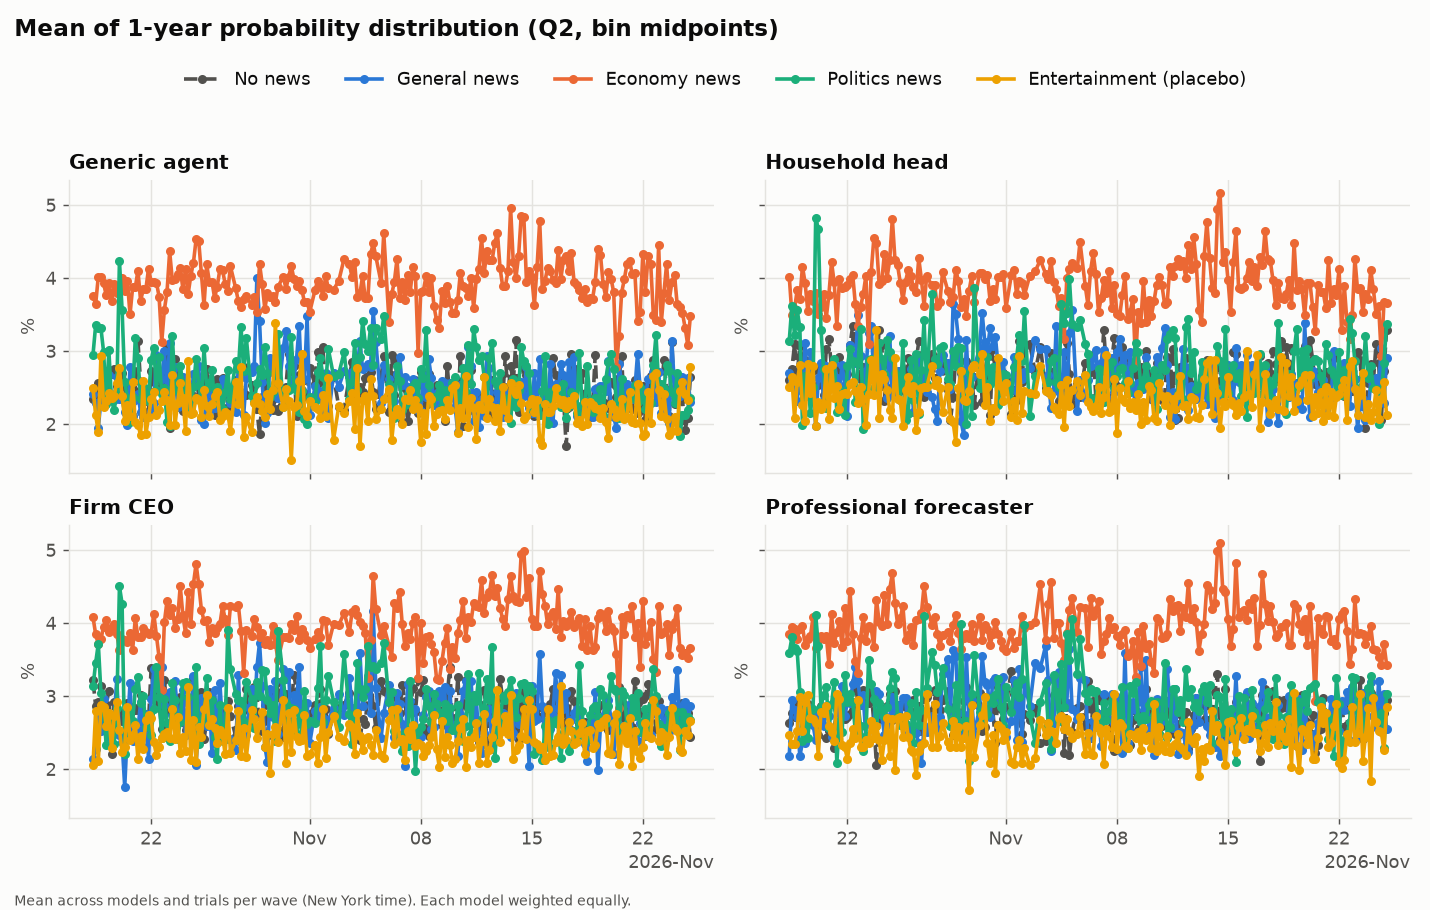 Mean of 1-year probability distribution (Q2, bin midpoints)
No news General news Economy news Politics news Entertainment (placebo)
Generic agent
Household head
5
4
3
2
%
%
Firm CEO
Professional forecaster
5
4
3
2
%
%
22 Nov 08 15 22
2026-Nov
22 Nov 08 15 22
2026-Nov
Mean across models and trials per wave (New York time). Each model weighted equally.